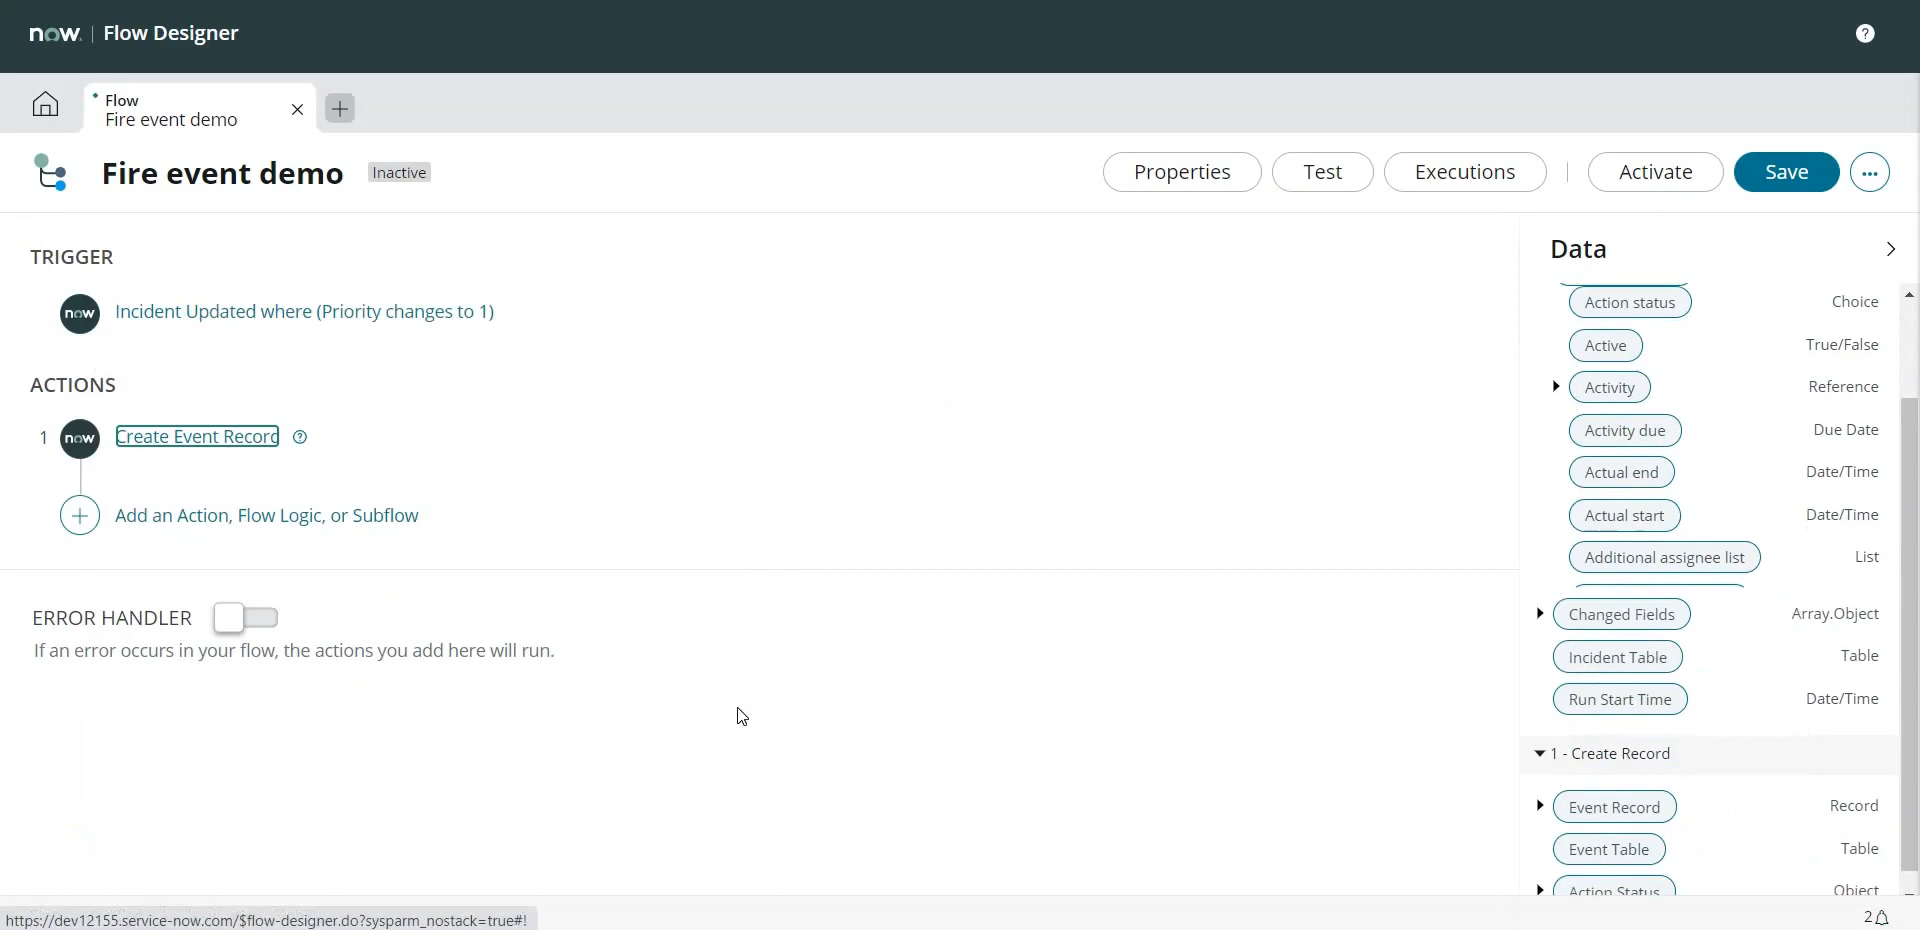 now. | Flow Designer
?
Flow
Fire event demo
Fire event demo
Inactive
Properties
Test
Executions
Activate
Save
...
TRIGGER
now
Incident Updated where (Priority changes to 1)
ACTIONS
1
now
Create Event Record
?
Add an Action, Flow Logic, or Subflow
ERROR HANDLER
If an error occurs in your flow, the actions you add here will run.
Data
Action status Choice
Active True/False
Activity Reference
Activity due Due Date
Actual end Date/Time
Actual start Date/Time
Additional assignee list List
Changed Fields Array.Object
Incident Table Table
Run Start Time Date/Time
1 - Create Record
Event Record Record
Event Table Table
Action Status Object
https://dev12155.service-now.com/$flow-designer.do?sysparm_nostack=true#!
2